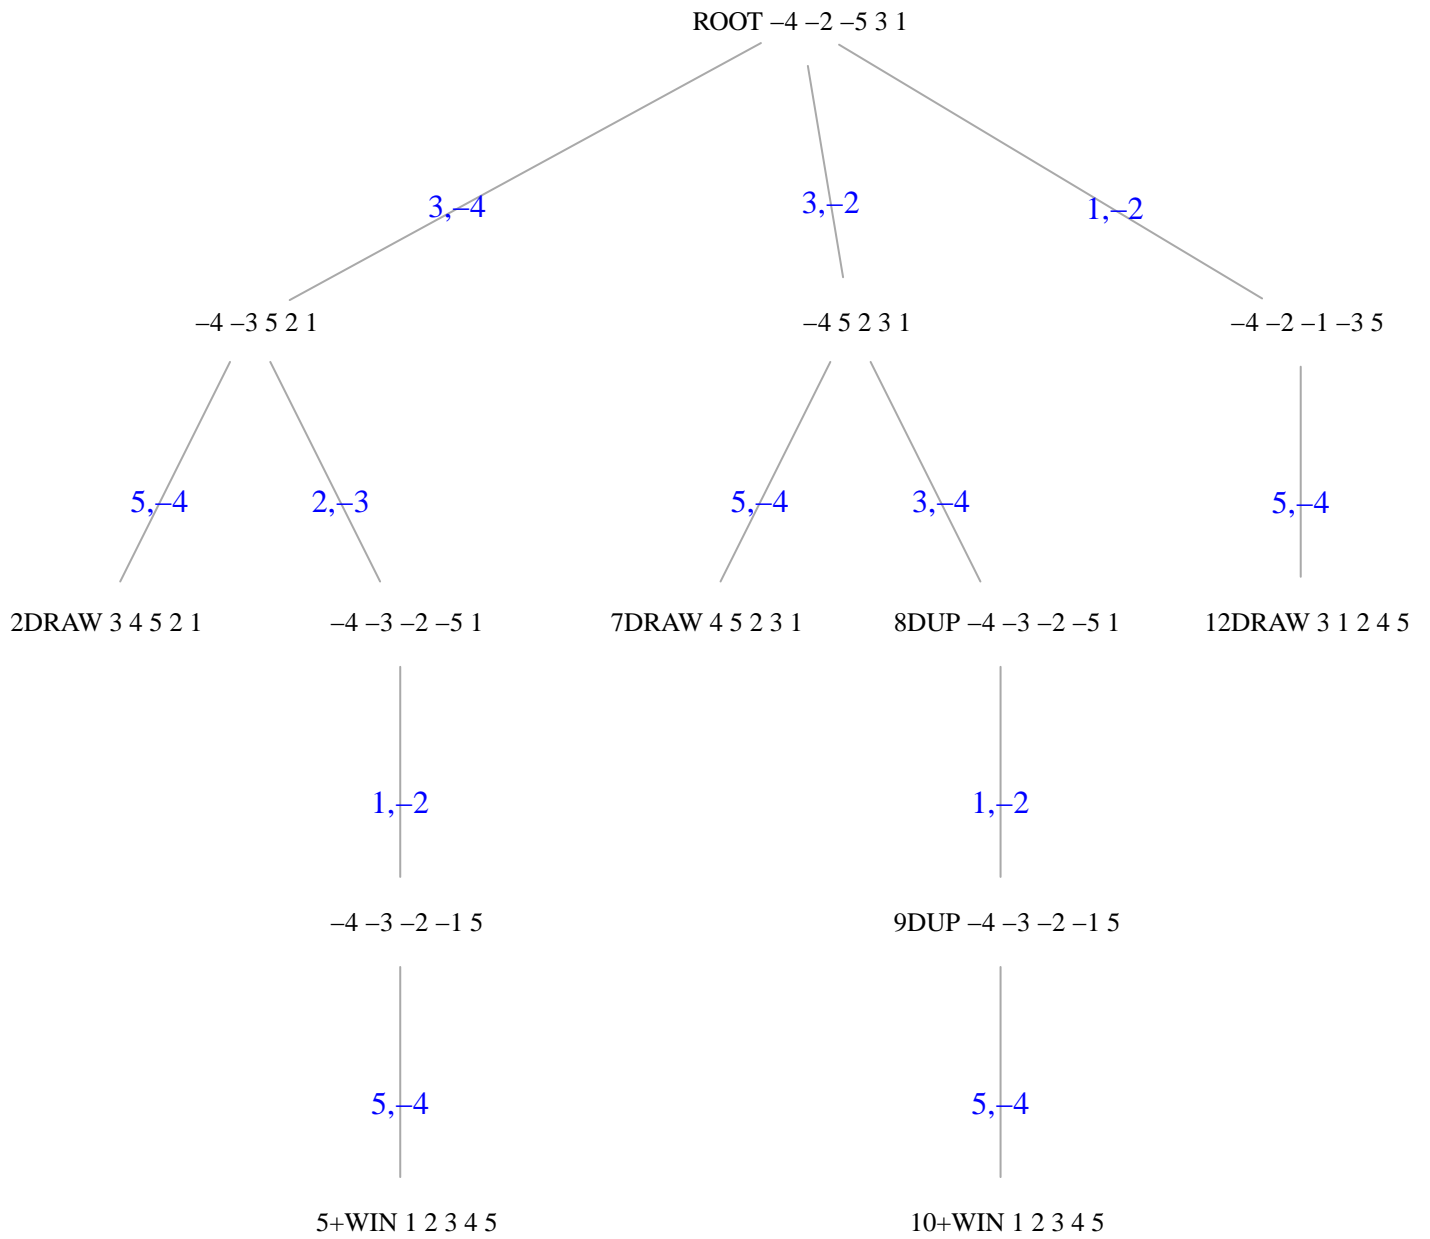 ROOT –4 –2 –5 3 1
3,–4
3,–2
1,–2
–4 –3 5 2 1
–4 5 2 3 1
–4 –2 –1 –3 5
5,–4
2,–3
5,–4
3,–4
5,–4
2DRAW 3 4 5 2 1
–4 –3 –2 –5 1
7DRAW 4 5 2 3 1
8DUP –4 –3 –2 –5 1
12DRAW 3 1 2 4 5
1,–2
1,–2
–4 –3 –2 –1 5
9DUP –4 –3 –2 –1 5
5,–4
5,–4
5+WIN 1 2 3 4 5
10+WIN 1 2 3 4 5